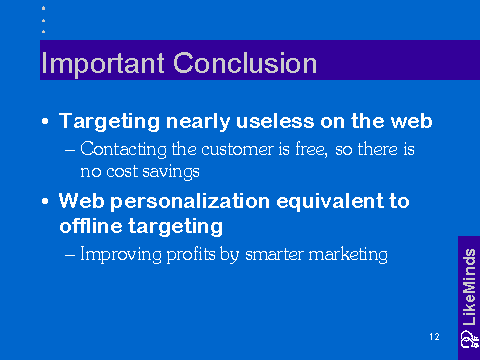 Important Conclusion
• Targeting nearly useless on the web
– Contacting the customer is free, so there is
no cost savings
• Web personalization equivalent to
offline targeting
– Improving profits by smarter marketing
LikeMinds
12